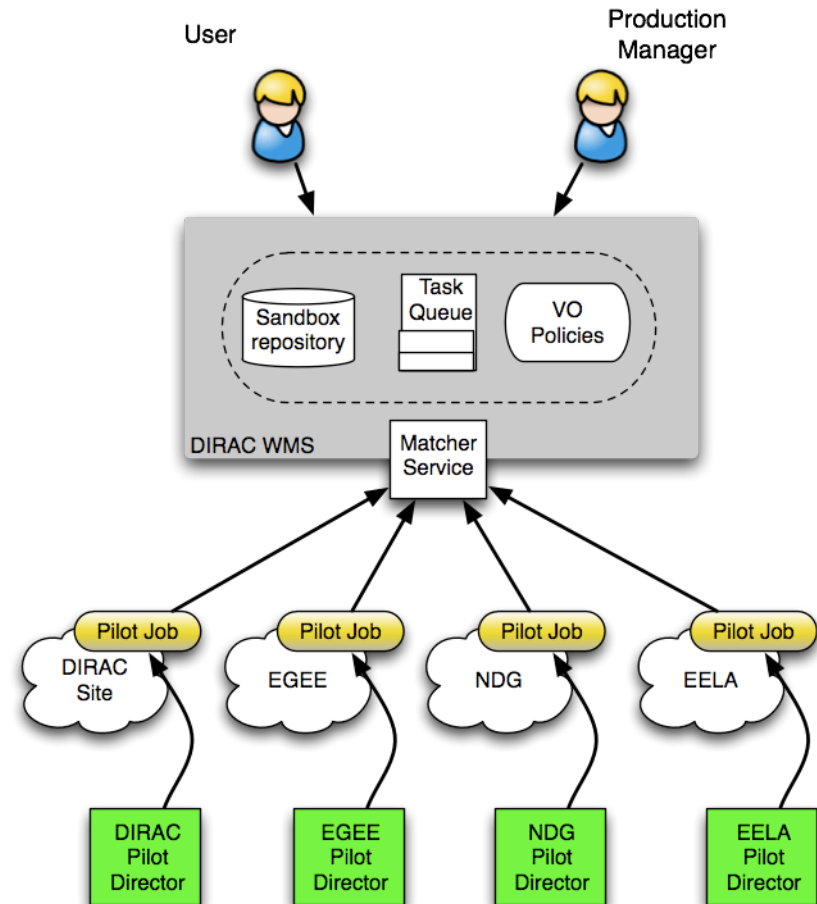 User
Production
Manager
Sandbox
repository
Task
Queue
VO
Policies
DIRAC WMS
Matcher
Service
Pilot Job
Pilot Job
Pilot Job
Pilot Job
DIRAC
Site
EGEE
NDG
EELA
DIRAC
Pilot
Director
EGEE
Pilot
Director
NDG
Pilot
Director
EELA
Pilot
Director